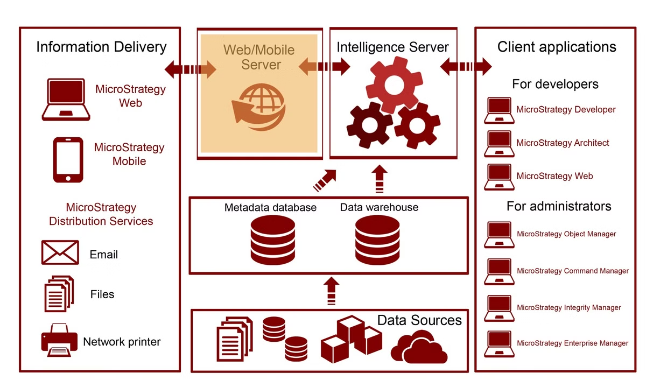 Information Delivery
MicroStrategy
Web
MicroStrategy
Mobile
MicroStrategy
Distribution Services
Email
Files
Network printer
Web/Mobile
Server
Intelligence Server
Metadata database
Data warehouse
Data Sources
Client applications
For developers
MicroStrategy Developer
MicroStrategy Architect
MicroStrategy Web
For administrators
MicroStrategy Object Manager
MicroStrategy Command Manager
MicroStrategy Integrity Manager
MicroStrategy Enterprise Manager